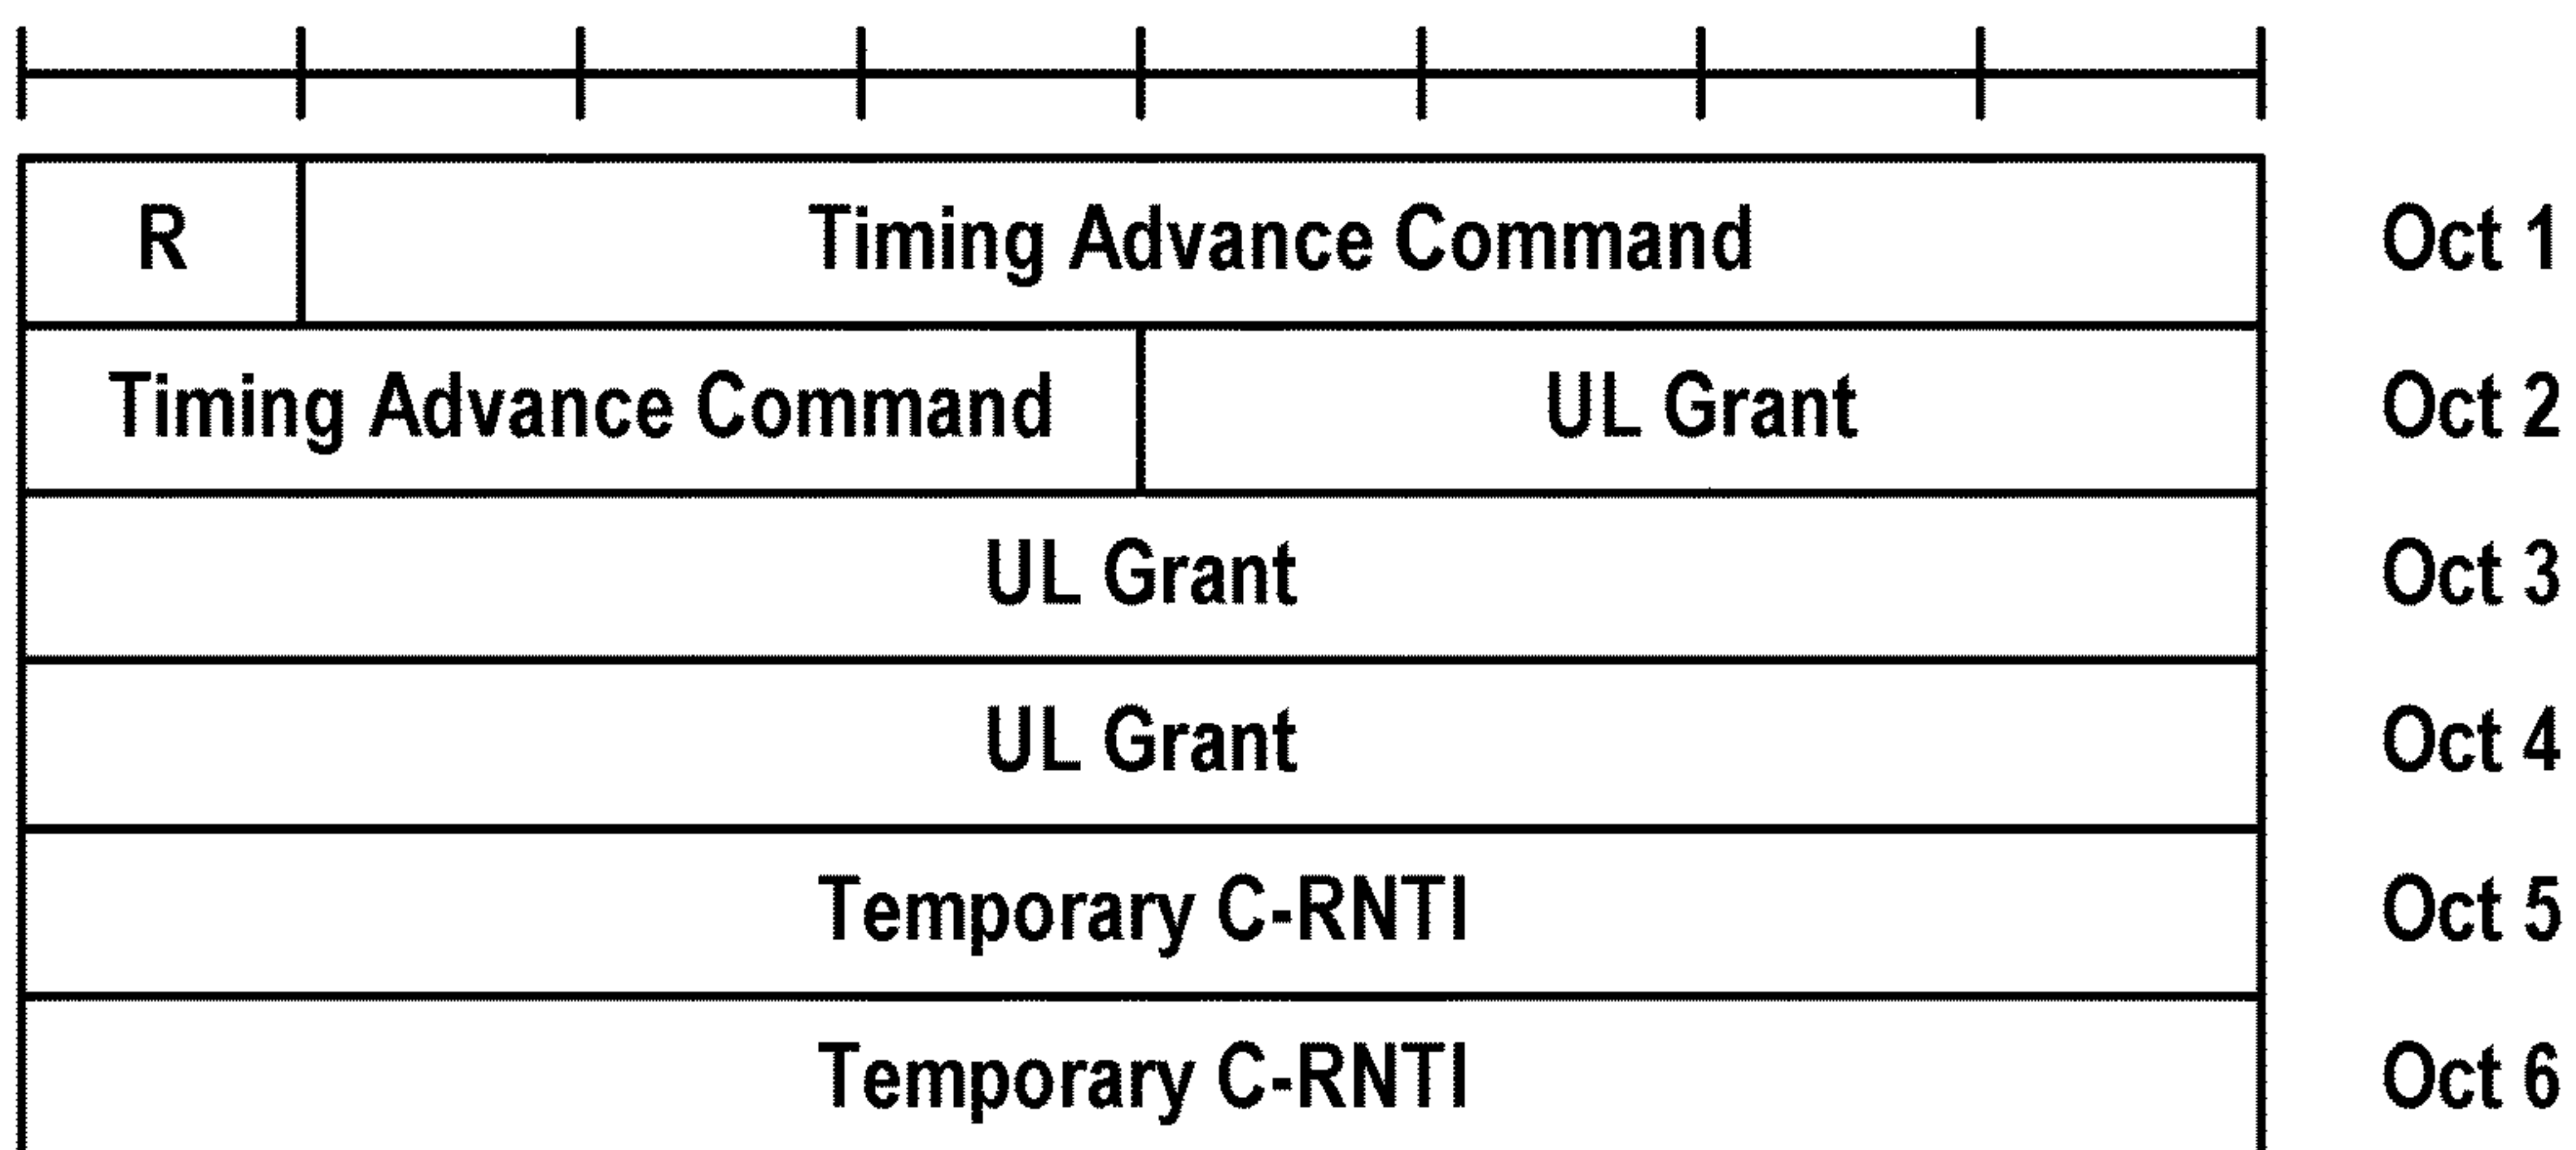 R Timing Advance Command Oct 1
Timing Advance Command UL Grant Oct 2
UL Grant Oct 3
UL Grant Oct 4
Temporary C-RNTI Oct 5
Temporary C-RNTI Oct 6